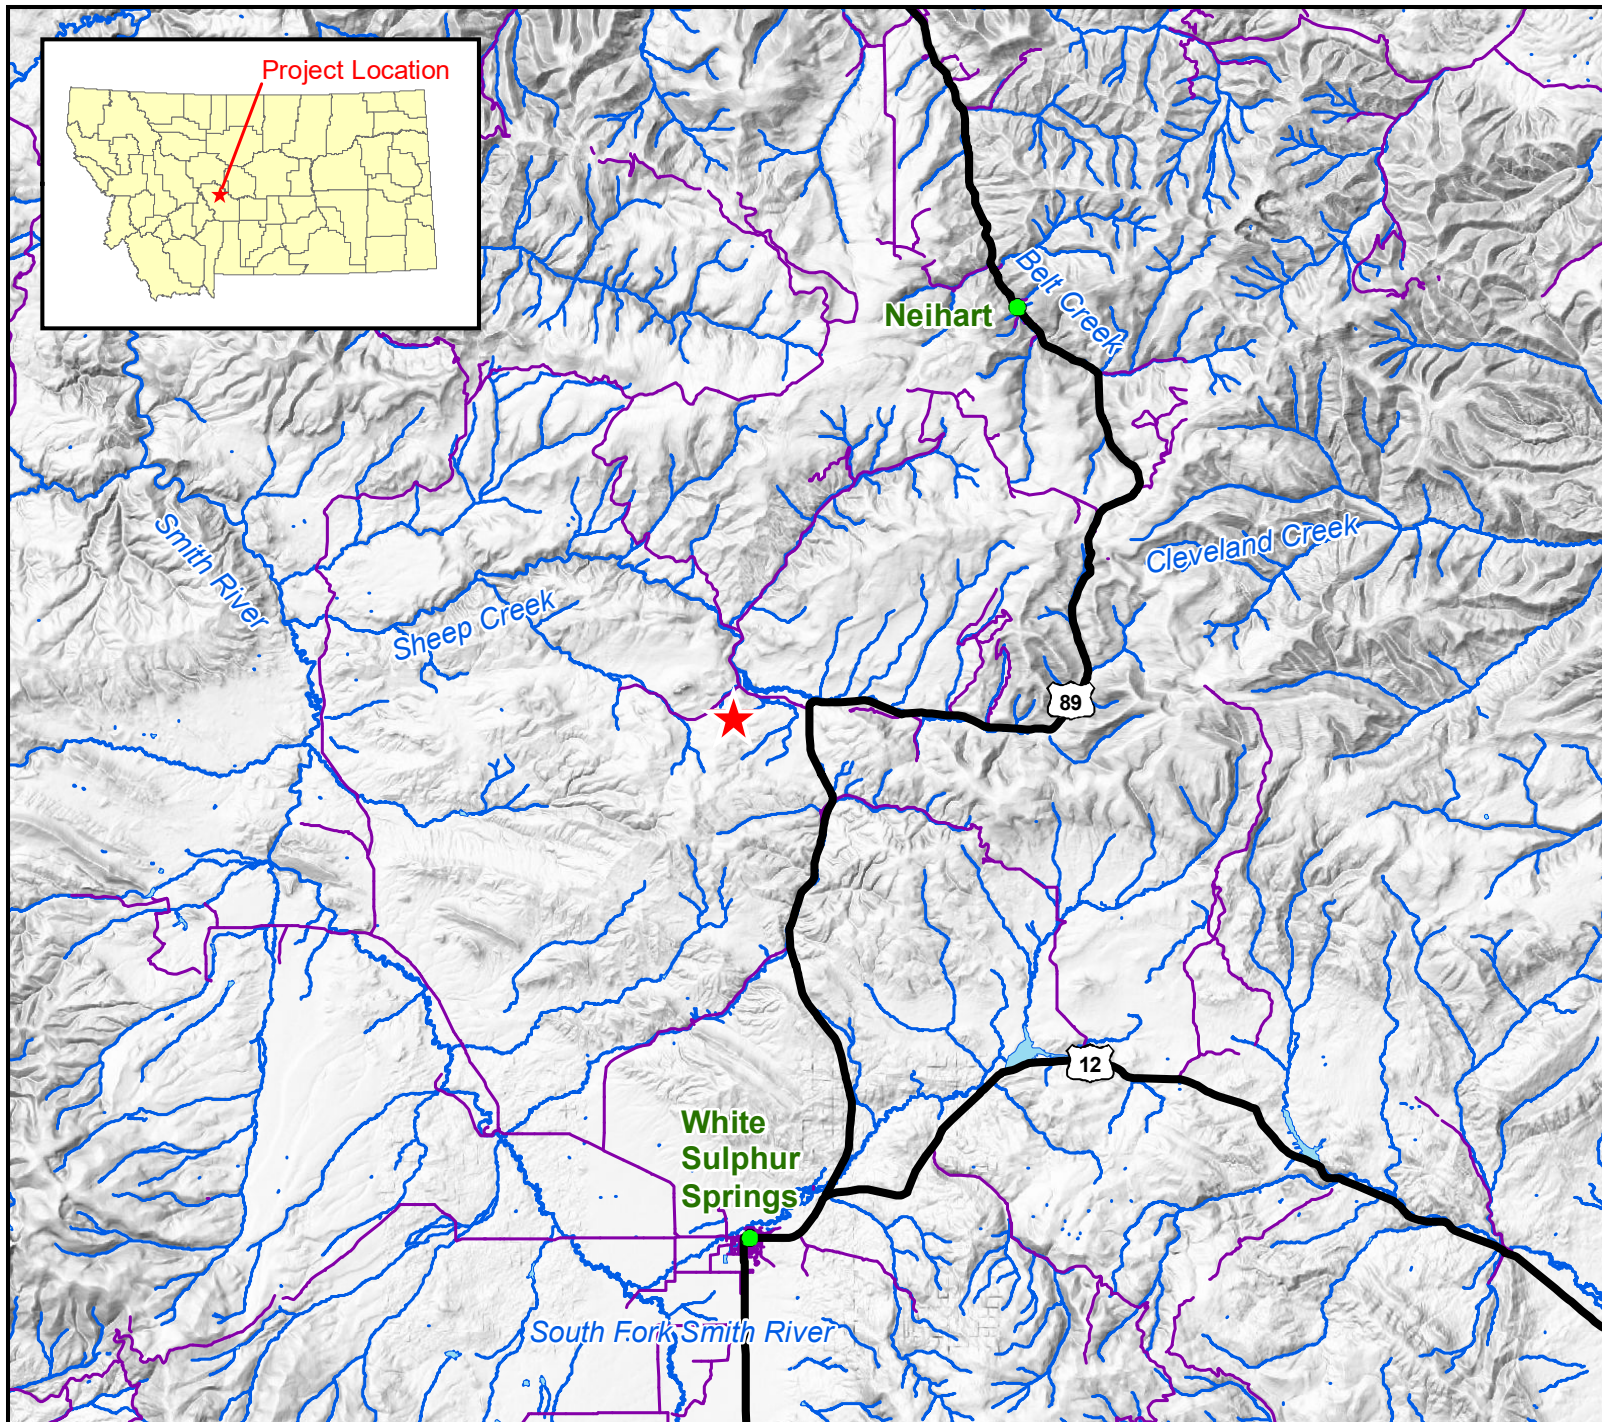 Project Location
Belt Creek
Neihart
Smith River
Cleveland Creek
Sheep Creek
89
12
White
Sulphur
Springs
South Fork Smith River